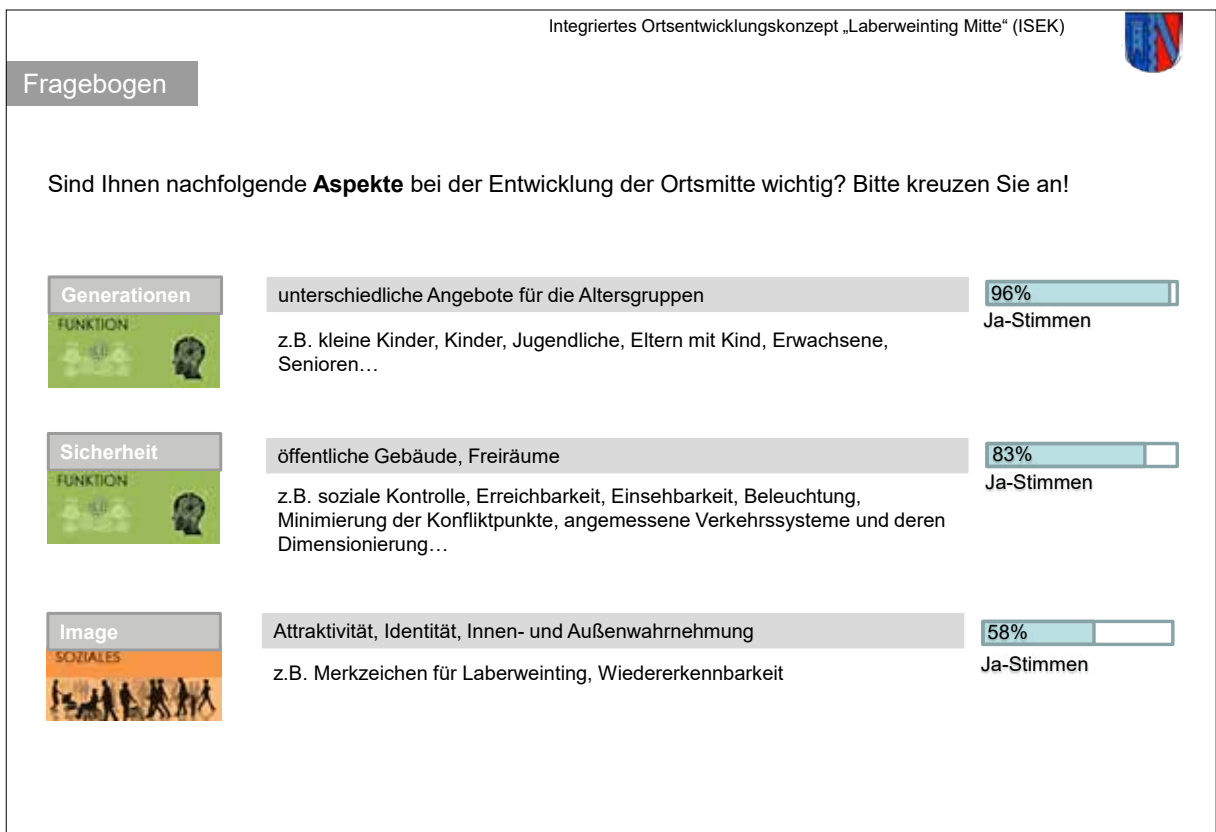 Integriertes Ortsentwicklungskonzept „Laberweinting Mitte“ (ISEK)
Fragebogen
Sind Ihnen nachfolgende Aspekte bei der Entwicklung der Ortsmitte wichtig? Bitte kreuzen Sie an!
Generationen
FUNKTION
unterschiedliche Angebote für die Altersgruppen
z.B. kleine Kinder, Kinder, Jugendliche, Eltern mit Kind, Erwachsene,
Senioren…
96%
Ja-Stimmen
Sicherheit
FUNKTION
öffentliche Gebäude, Freiräume
z.B. soziale Kontrolle, Erreichbarkeit, Einsehbarkeit, Beleuchtung,
Minimierung der Konfliktpunkte, angemessene Verkehrssysteme und deren
Dimensionierung…
83%
Ja-Stimmen
Image
SOZIALES
Attraktivität, Identität, Innen- und Außenwahrnehmung
z.B. Merkzeichen für Laberweinting, Wiedererkennbarkeit
58%
Ja-Stimmen